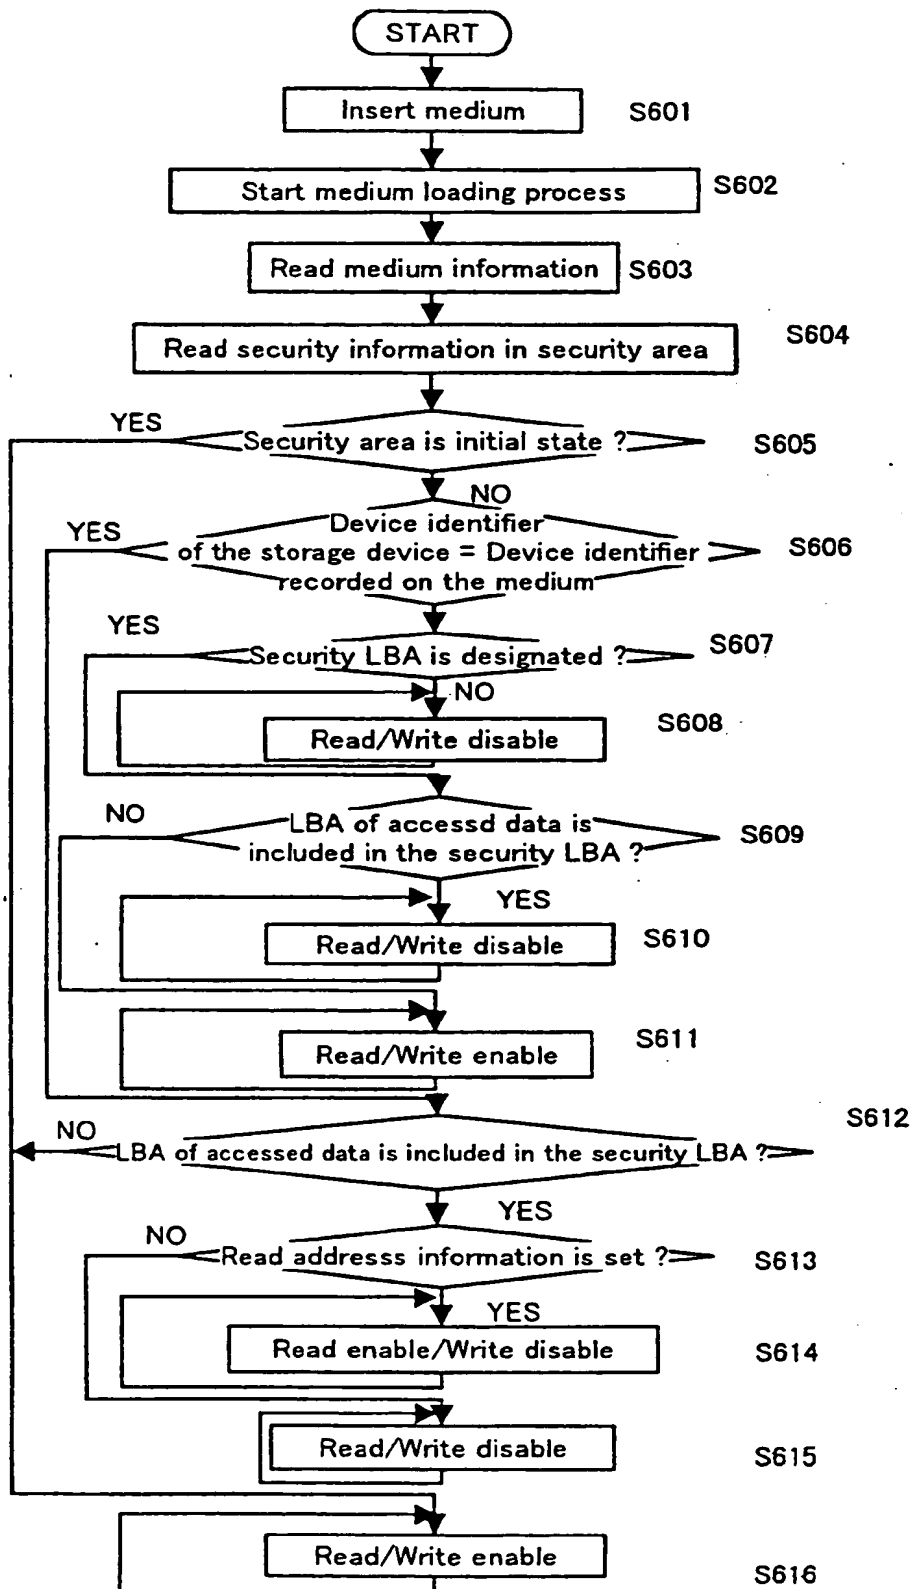 START
Insert medium
S601
Start medium loading process
S602
Read medium information
S603
Read security information in security area
S604
YES
Security area is initial state ?
S605
NO
YES
Device identifier
of the storage device = Device identifier
recorded on the medium
S606
YES
Security LBA is designated ?
S607
NO
Read/Write disable
S608
NO
LBA of accessd data is
included in the security LBA ?
S609
YES
Read/Write disable
S610
Read/Write enable
S611
S612
NO
LBA of accessed data is included in the security LBA ?
YES
NO
Read addresss information is set ?
S613
YES
Read enable/Write disable
S614
Read/Write disable
S615
Read/Write enable
S616